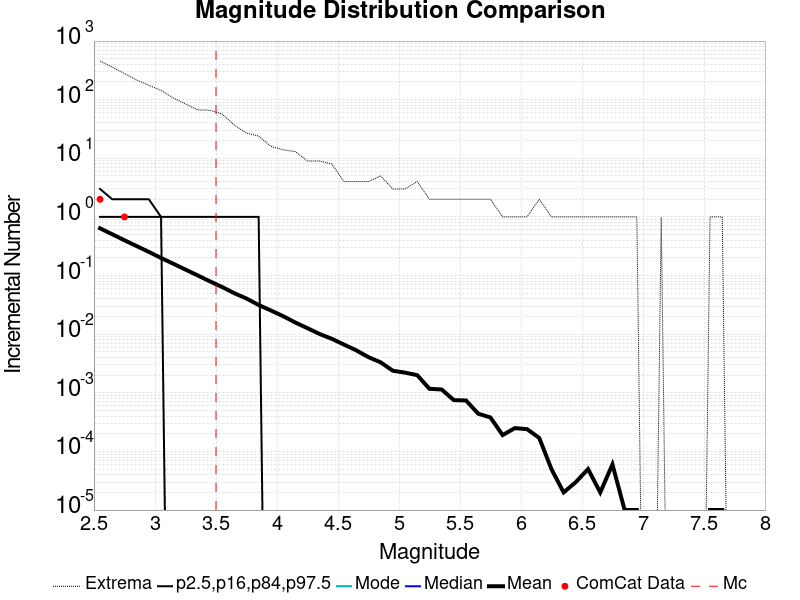 Magnitude Distribution Comparison
10^3
10^2
10^1
10^0
10^-1
10^-2
10^-3
10^-4
10^-5
Incremental Number
2.5 3 3.5 4 4.5 5 5.5 6 6.5 7 7.5 8
Magnitude
Extrema p2.5,p16,p84,p97.5 Mode Median Mean ComCat Data Mc